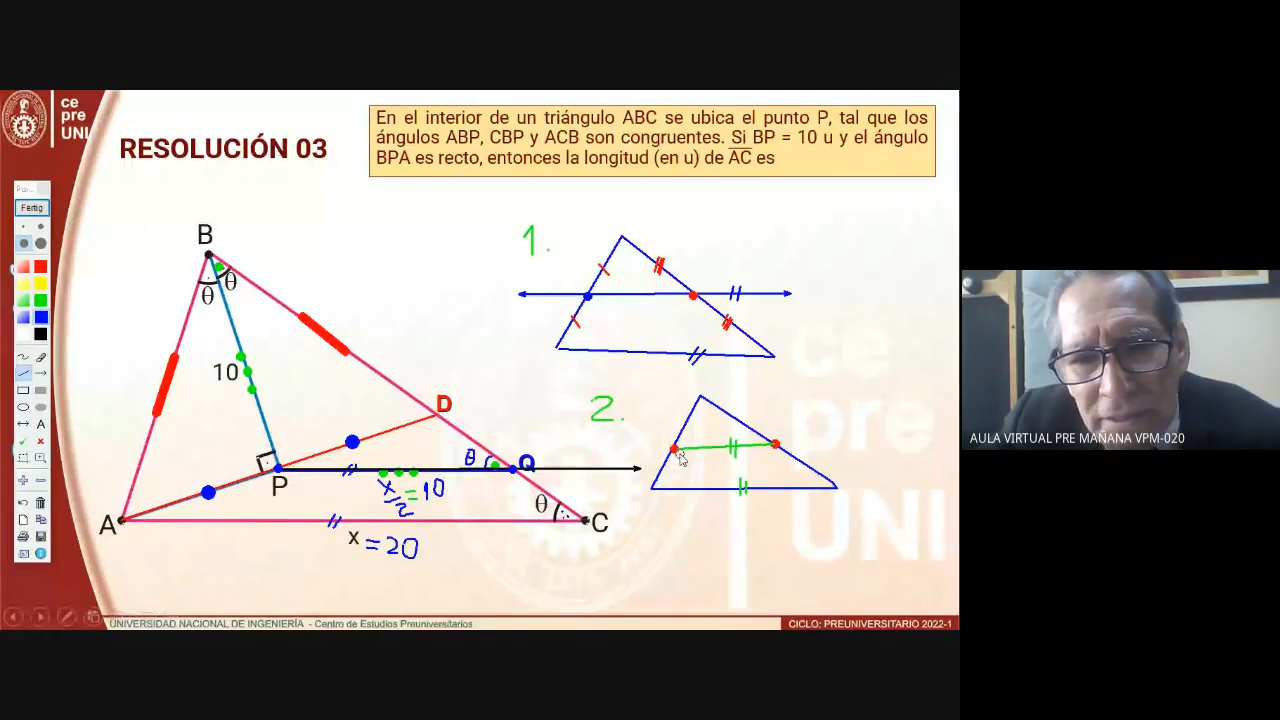 ce
pre
UNI
RESOLUCIÓN 03
En el interior de un triángulo ABC se ubica el punto P, tal que los
ángulos ABP, CBP y ACB son congruentes. Si BP = 10 u y el ángulo
BPA es recto, entonces la longitud (en u) de AC es
Fertig
B
θ
θ
10
D
P
θ
Q
x/2 = 10
A
θ
C
x = 20
1.
2.
A
ce
pre
UNI
AULA VIRTUAL PRE MAÑANA VPM-020
UNIVERSIDAD NACIONAL DE INGENIERÍA - Centro de Estudios Preuniversitarios
CICLO: PREUNIVERSITARIO 2022-1